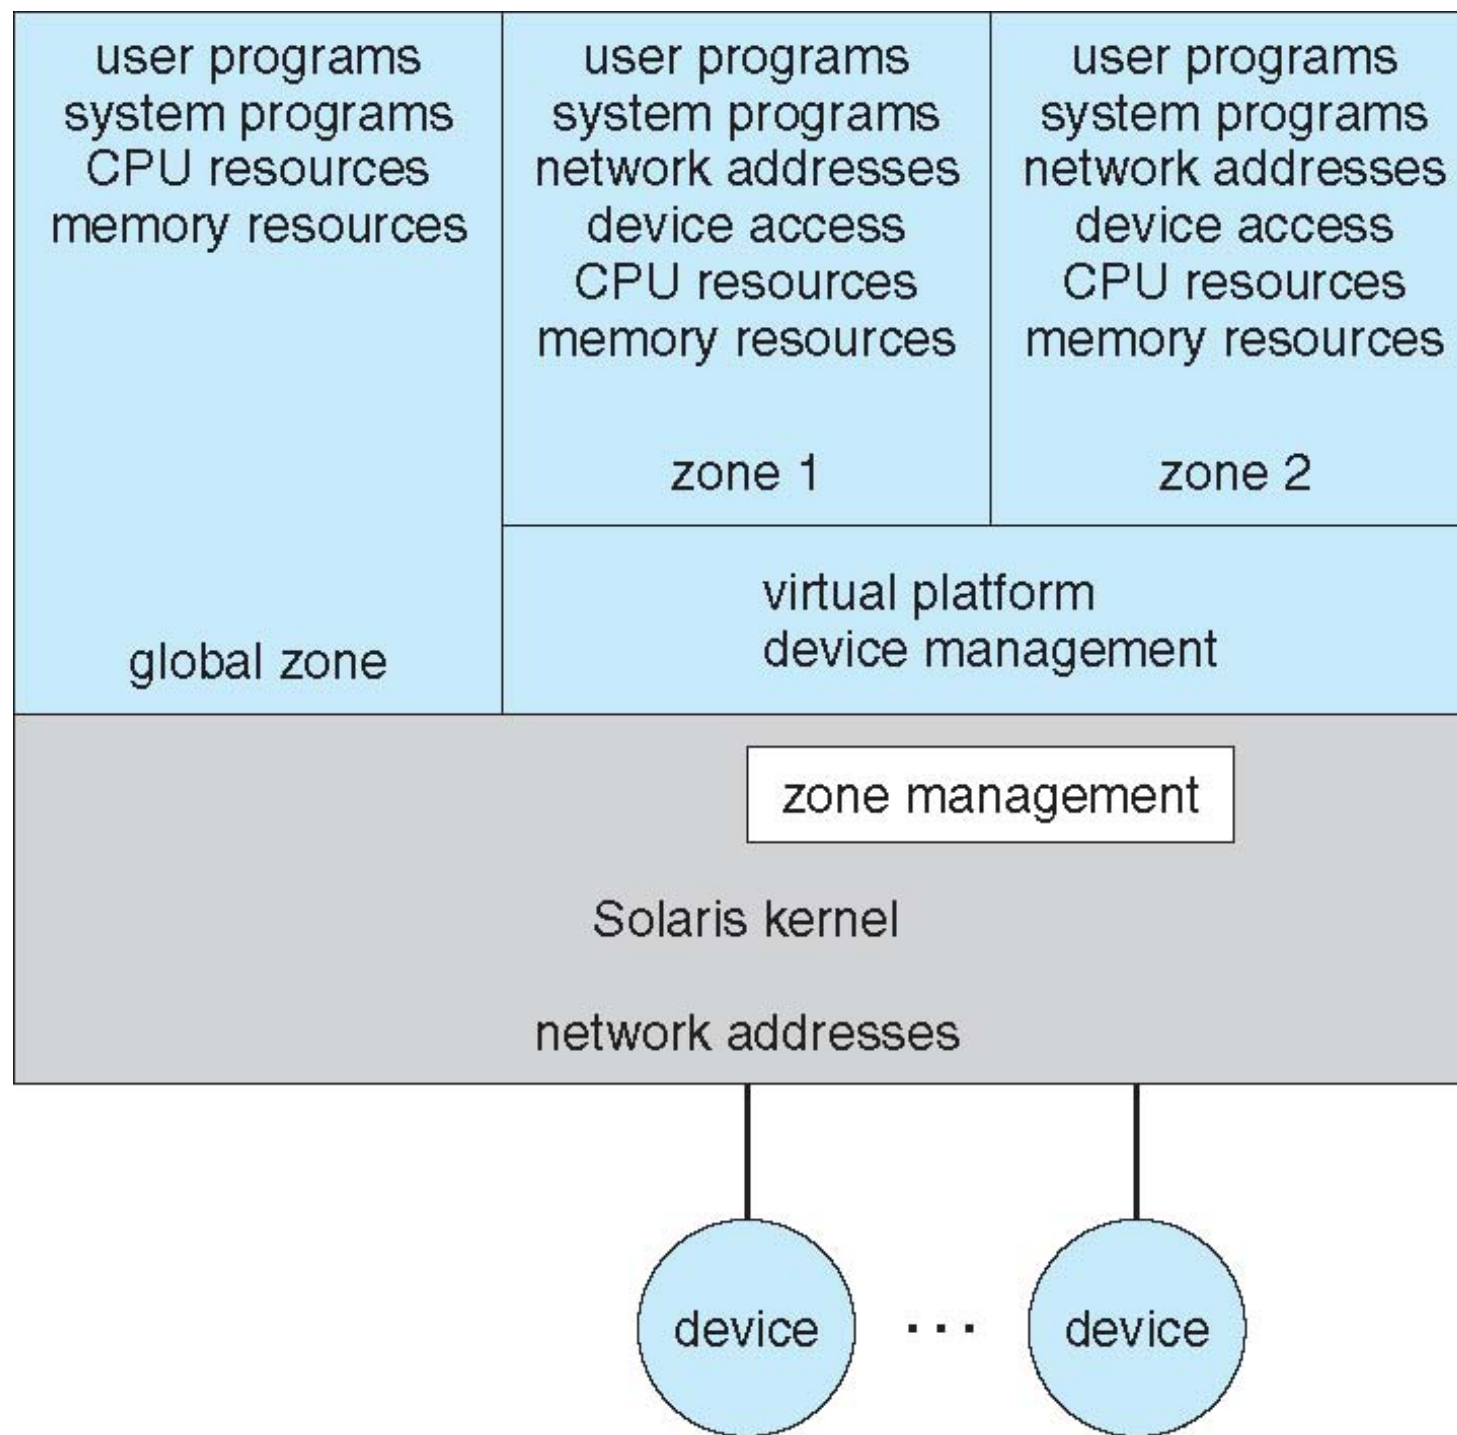 user programs
system programs
CPU resources
memory resources
global zone
user programs
system programs
network addresses
device access
CPU resources
memory resources
zone 1
user programs
system programs
network addresses
device access
CPU resources
memory resources
zone 2
virtual platform
device management
zone management
Solaris kernel
network addresses
device
...
device